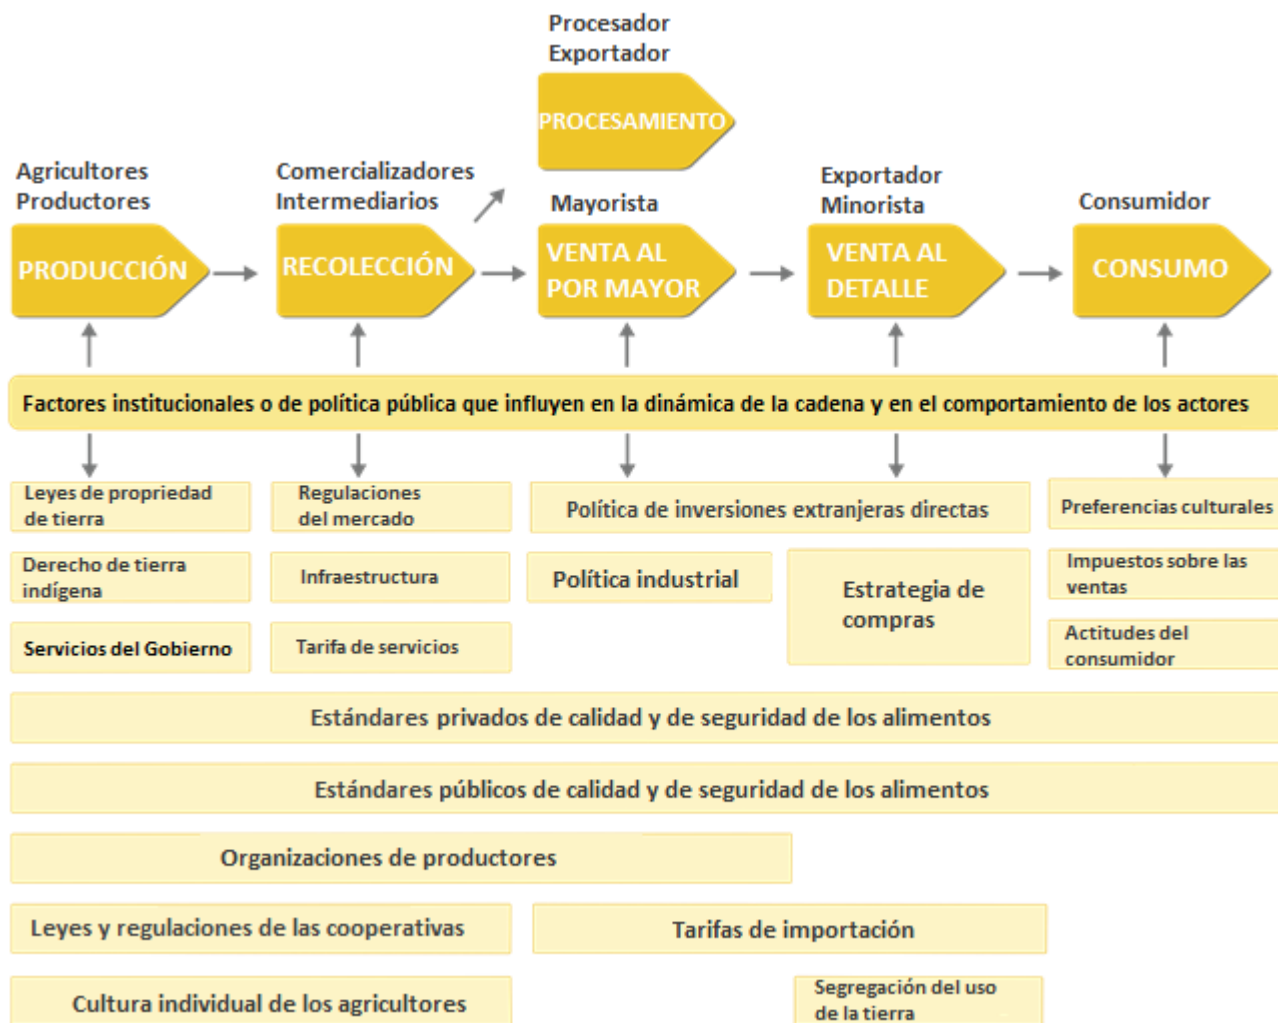 Procesador
Exportador
PROCESAMIENTO
Agricultores
Productores
Comercializadores
Intermediarios
Mayorista
Exportador
Minorista
Consumidor
PRODUCCIÓN
RECOLECCIÓN
VENTA AL
POR MAYOR
VENTA AL
DETALLE
CONSUMO
Factores institucionales o de política pública que influyen en la dinámica de la cadena y en el comportamiento de los actores
Leyes de propriedad
de tierra
Regulaciones
del mercado
Política de inversiones extranjeras directas
Preferencias culturales
Derecho de tierra
indígena
Infraestructura
Política industrial
Estrategia de
compras
Impuestos sobre las
ventas
Servicios del Gobierno
Tarifa de servicios
Actitudes del
consumidor
Estándares privados de calidad y de seguridad de los alimentos
Estándares públicos de calidad y de seguridad de los alimentos
Organizaciones de productores
Leyes y regulaciones de las cooperativas
Tarifas de importación
Cultura individual de los agricultores
Segregación del uso
de la tierra